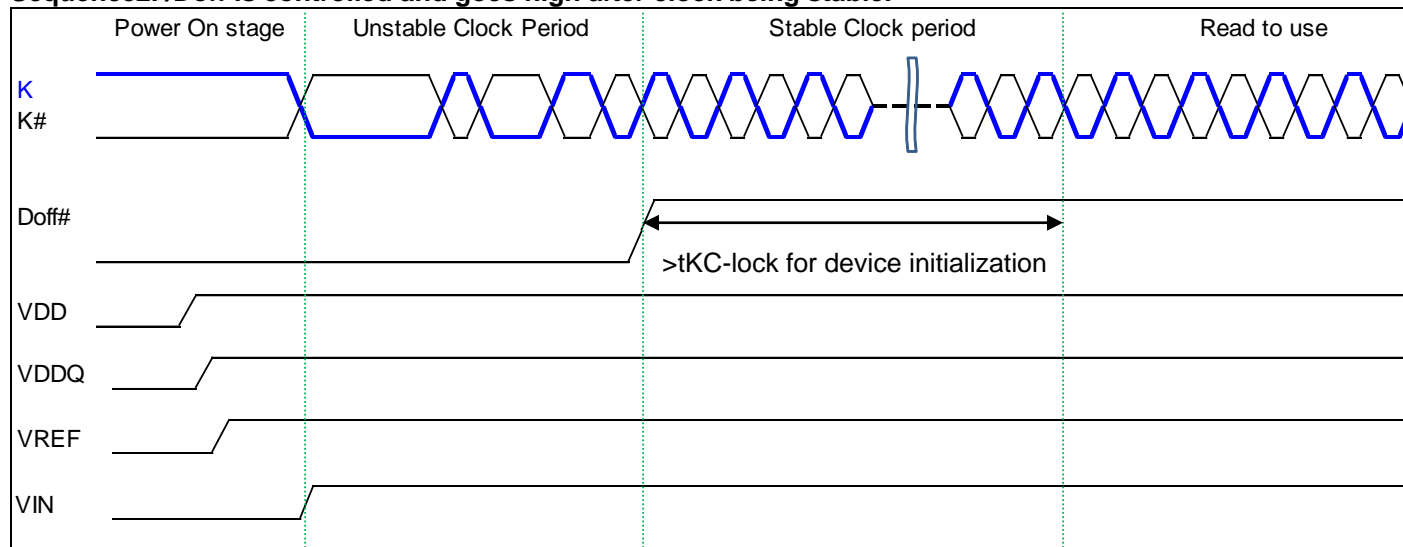 Power On stage Unstable Clock Period Stable Clock period Read to use
K
K#
Doff#
>tKC-lock for device initialization
VDD
VDDQ
VREF
VIN